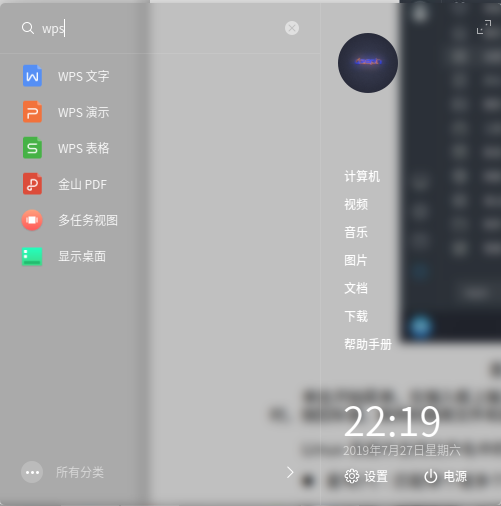 wps
WPS 文字
WPS 演示
WPS 表格
金山 PDF
多任务视图
显示桌面
所有分类
计算机
视频
音乐
图片
文档
下载
帮助手册
22:19
2019年7月27日星期六
设置
电源